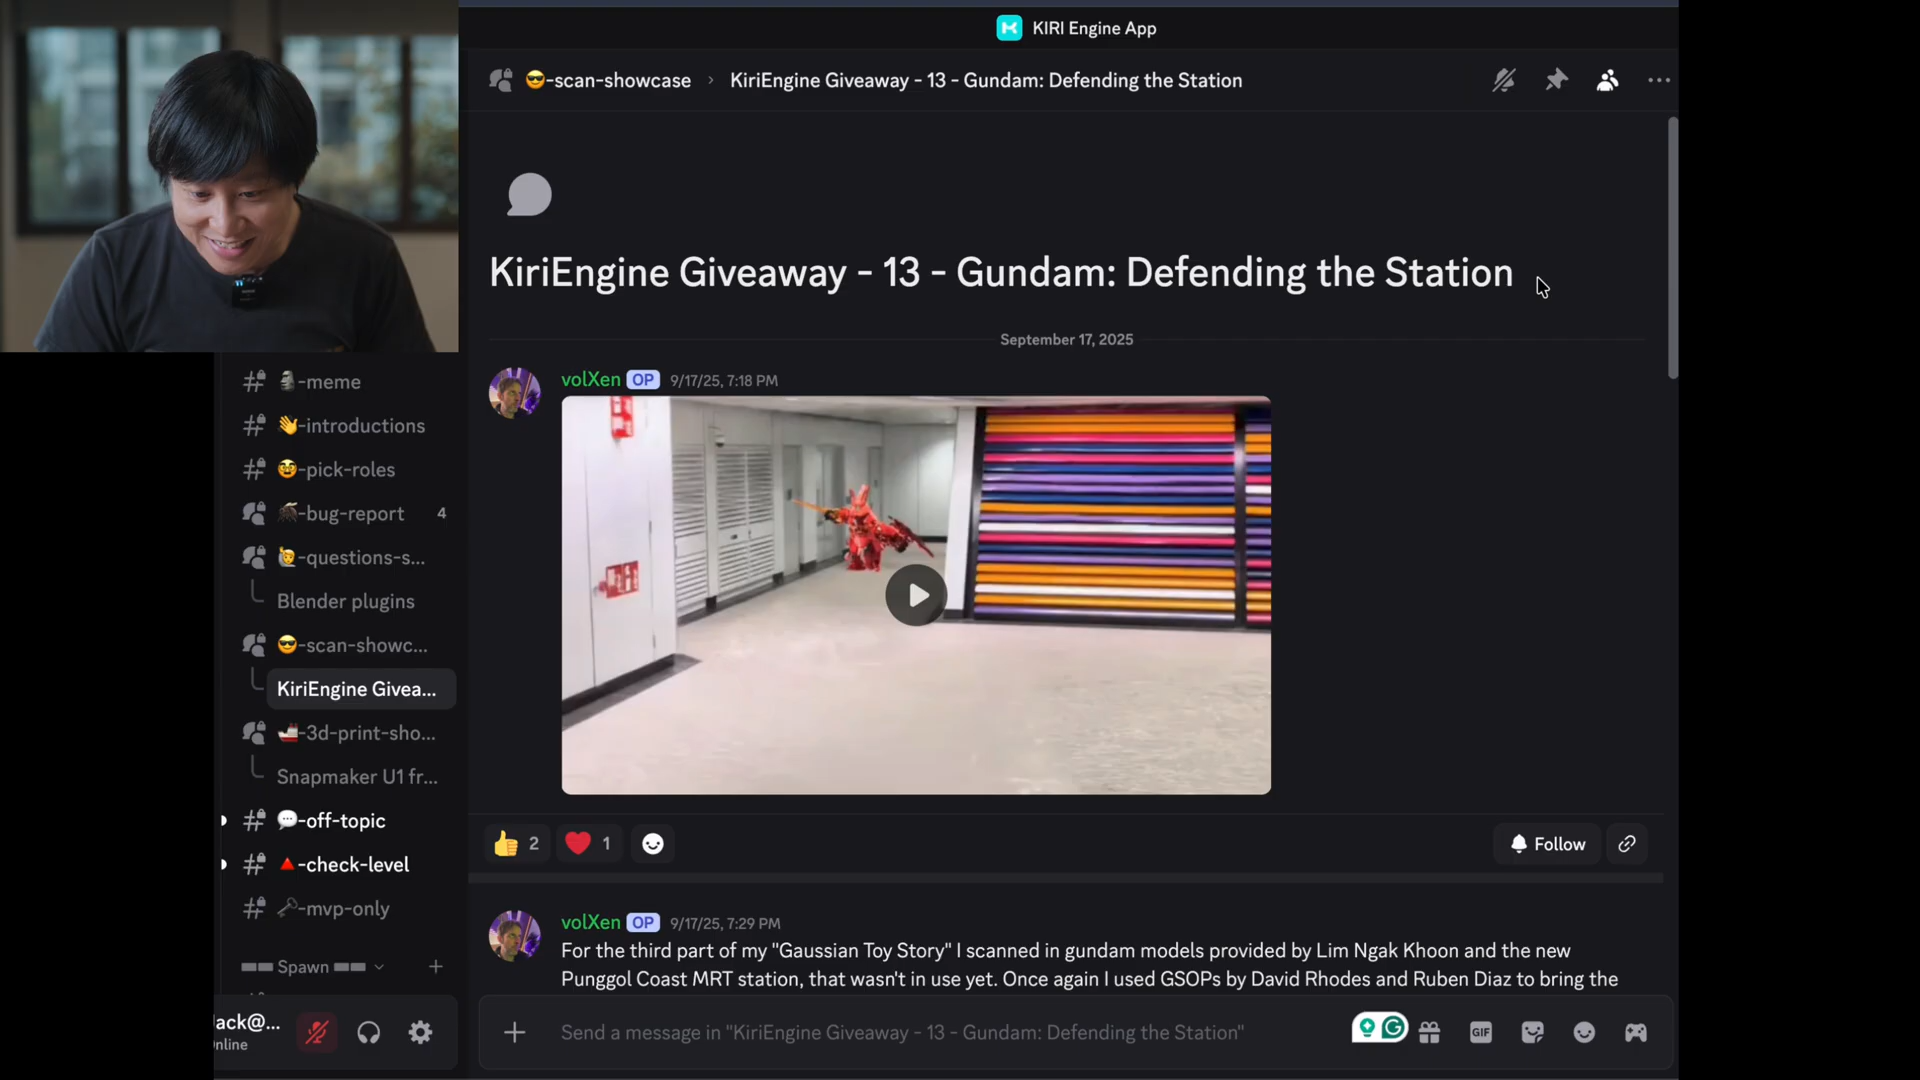 KIRI Engine App
😎-scan-showcase › KiriEngine Giveaway - 13 - Gundam: Defending the Station
KiriEngine Giveaway - 13 - Gundam: Defending the Station
September 17, 2025
volXen OP 9/17/25, 7:18 PM
👍 2 ❤️ 1
Follow
volXen OP 9/17/25, 7:29 PM
For the third part of my "Gaussian Toy Story" I scanned in gundam models provided by Lim Ngak Khoon and the new
Punggol Coast MRT station, that wasn't in use yet. Once again I used GSOPs by David Rhodes and Ruben Diaz to bring the
Send a message in "KiriEngine Giveaway - 13 - Gundam: Defending the Station"
GIF
🗿-meme
👋-introductions
🥸-pick-roles
🪳-bug-report 4
🙋-questions-s...
Blender plugins
😎-scan-showc...
KiriEngine Givea...
🚢-3d-print-sho...
Snapmaker U1 fr...
💬-off-topic
🔺-check-level
🗝️-mvp-only
Spawn
Jack@...
Online